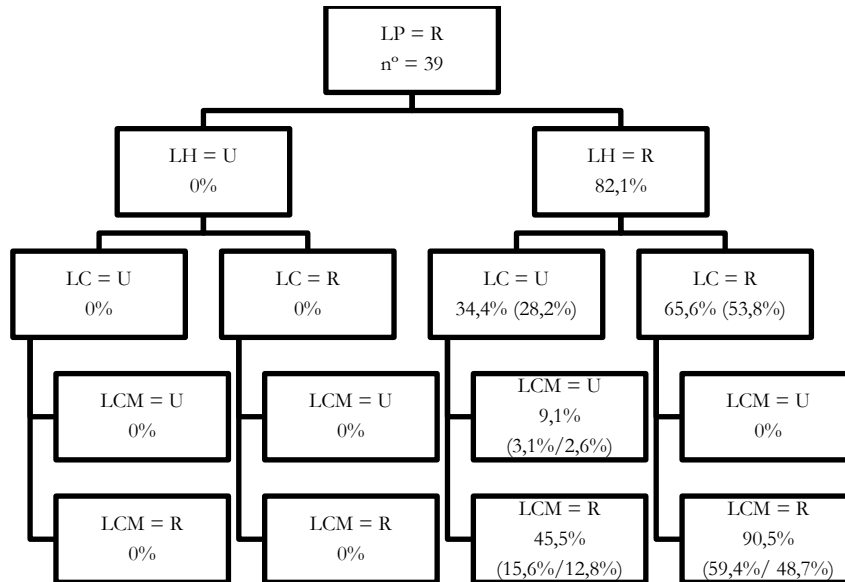 LP = R
nº = 39
LH = U
0%
LH = R
82,1%
LC = U
0%
LC = R
0%
LC = U
34,4% (28,2%)
LC = R
65,6% (53,8%)
LCM = U
0%
LCM = U
0%
LCM = U
9,1%
(3,1%/2,6%)
LCM = U
0%
LCM = R
0%
LCM = R
0%
LCM = R
45,5%
(15,6%/12,8%)
LCM = R
90,5%
(59,4%/ 48,7%)